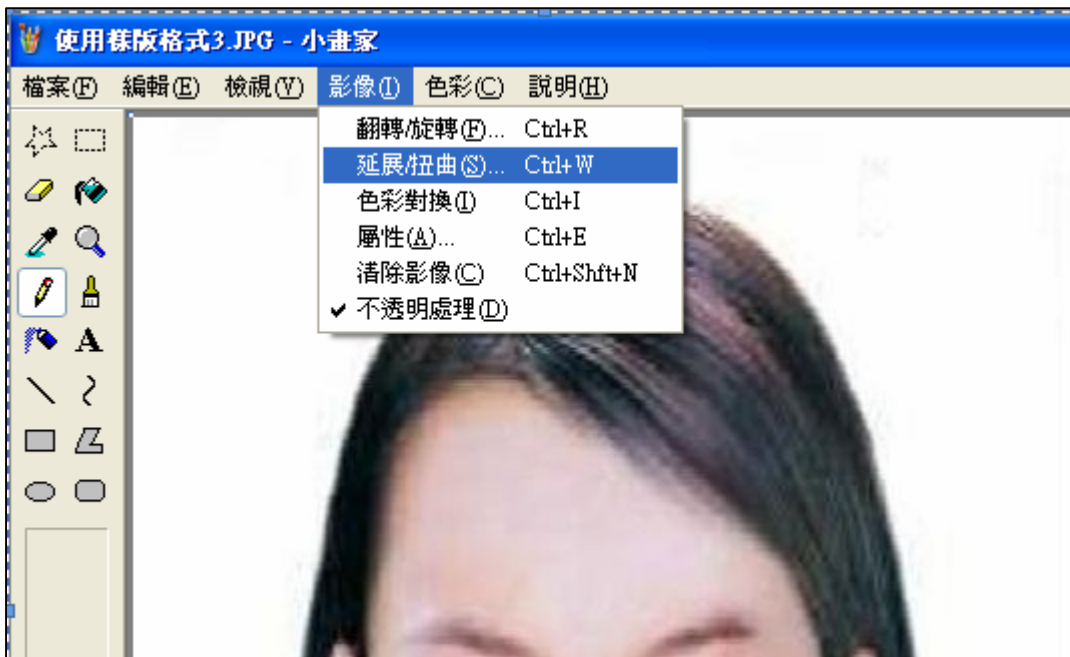 使用樣版格式3.JPG - 小畫家
檔案(F) 編輯(E) 檢視(V) 影像(I) 色彩(C) 說明(H)
翻轉/旋轉(F)... Ctrl+R
延展/扭曲(S)... Ctrl+W
色彩對換(I) Ctrl+I
屬性(A)... Ctrl+E
清除影像(C) Ctrl+Shft+N
✓ 不透明處理(D)
A